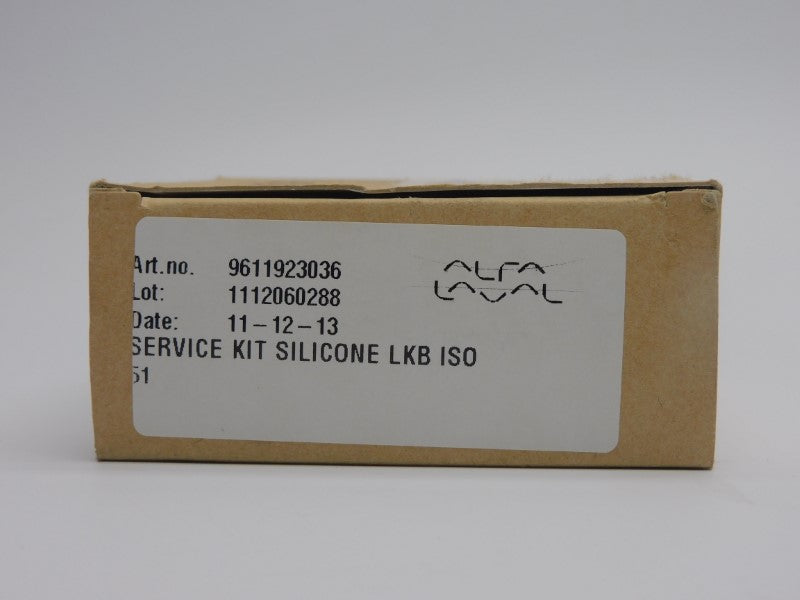 Art.no. 9611923036
Lot: 1112060288
Date: 11-12-13
SERVICE KIT SILICONE LKB ISO
51
ALFA
LAVAL